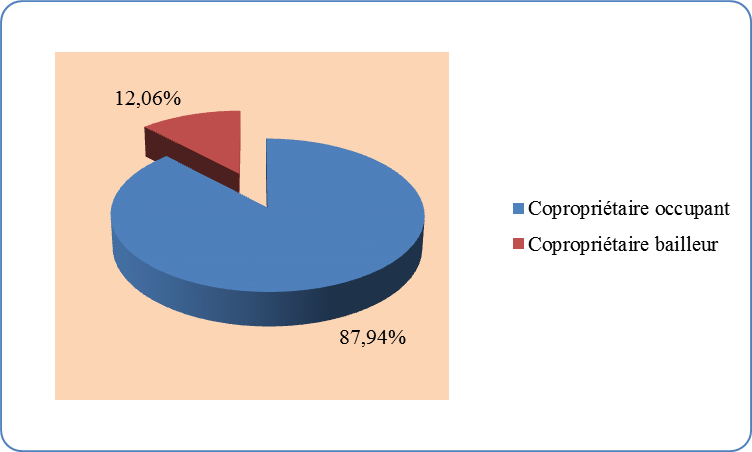 12,06%
Copropriétaire occupant
Copropriétaire bailleur
87,94%